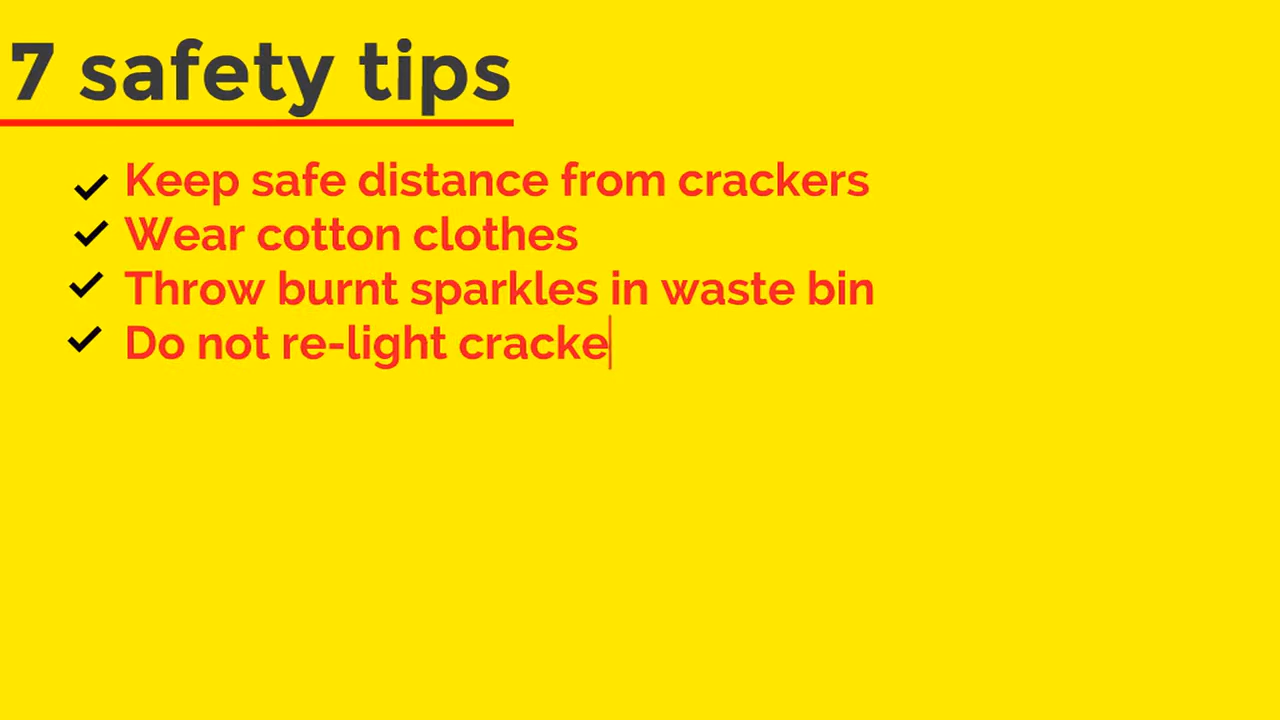 7 safety tips
Keep safe distance from crackers
Wear cotton clothes
Throw burnt sparkles in waste bin
Do not re-light cracke